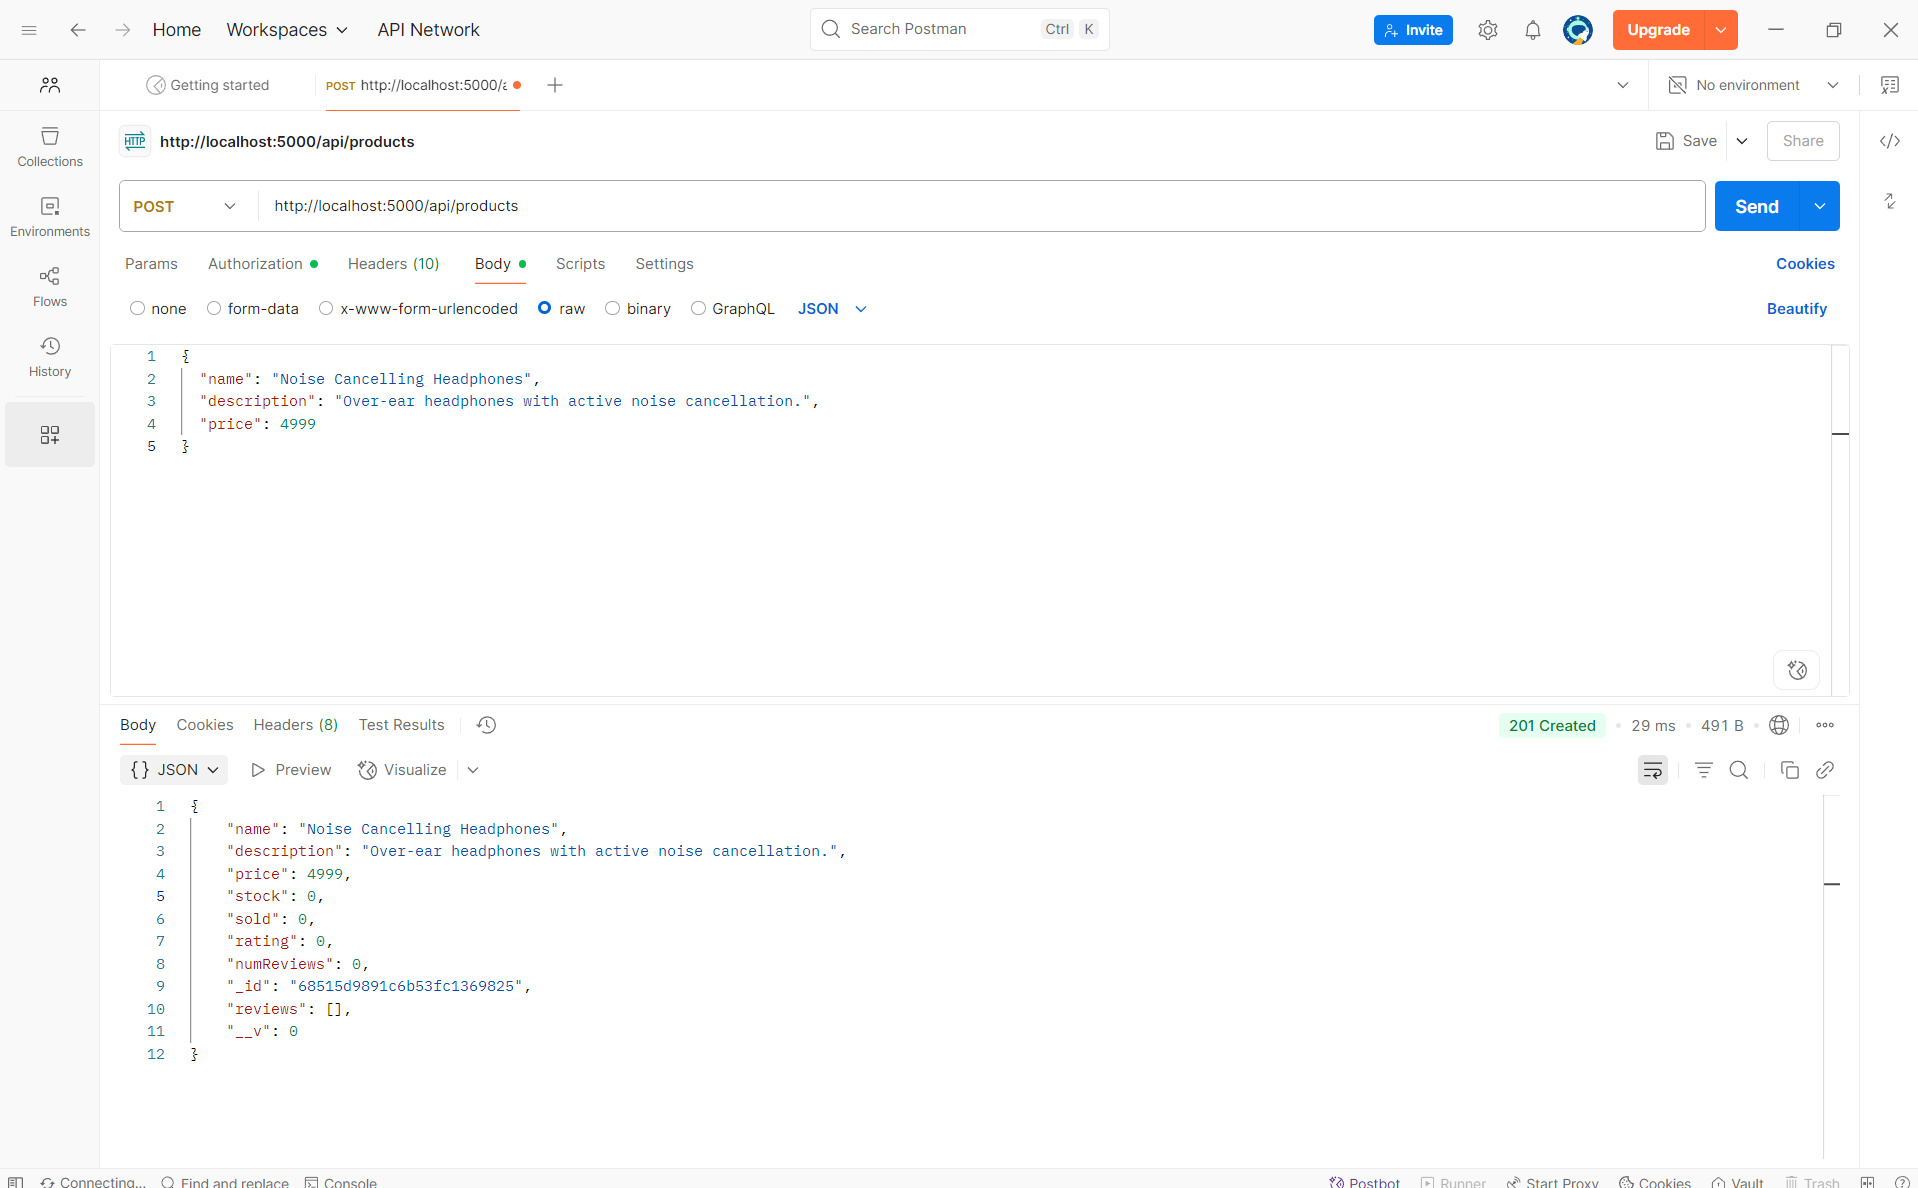 Home Workspaces API Network Search Postman Ctrl K Invite Upgrade
Getting started POST http://localhost:5000/a No environment
HTTP http://localhost:5000/api/products Save Share
Collections
POST http://localhost:5000/api/products Send
Environments
Params Authorization Headers (10) Body Scripts Settings Cookies
Flows
none form-data x-www-form-urlencoded raw binary GraphQL JSON Beautify
History
1 {
2 "name": "Noise Cancelling Headphones",
3 "description": "Over-ear headphones with active noise cancellation.",
4 "price": 4999
5 }
Body Cookies Headers (8) Test Results 201 Created 29 ms 491 B
{} JSON Preview Visualize
1 {
2 "name": "Noise Cancelling Headphones",
3 "description": "Over-ear headphones with active noise cancellation.",
4 "price": 4999,
5 "stock": 0,
6 "sold": 0,
7 "rating": 0,
8 "numReviews": 0,
9 "_id": "68515d9891c6b53fc1369825",
10 "reviews": [],
11 "__v": 0
12 }
Connecting... Find and replace Console Postbot Runner Start Proxy Cookies Vault Trash